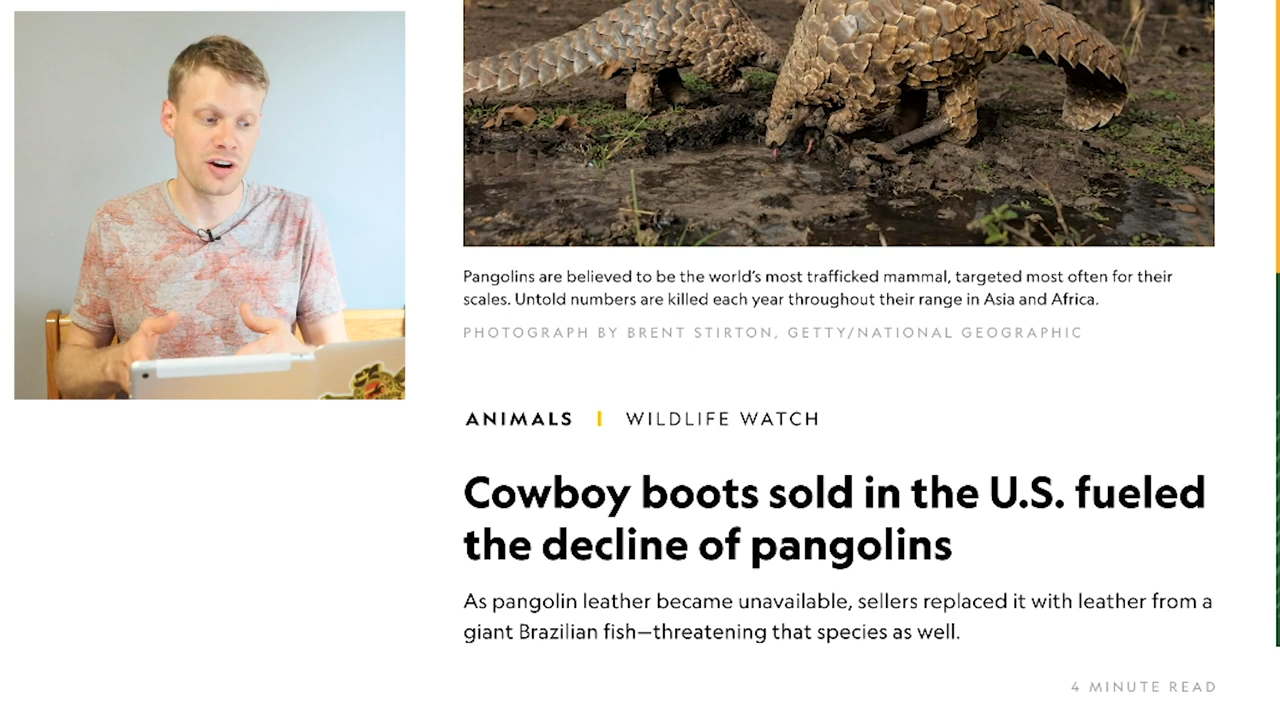 Pangolins are believed to be the world’s most trafficked mammal, targeted most often for their
scales. Untold numbers are killed each year throughout their range in Asia and Africa.
PHOTOGRAPH BY BRENT STIRTON, GETTY/NATIONAL GEOGRAPHIC
ANIMALS | WILDLIFE WATCH
Cowboy boots sold in the U.S. fueled
the decline of pangolins
As pangolin leather became unavailable, sellers replaced it with leather from a
giant Brazilian fish—threatening that species as well.
4 MINUTE READ